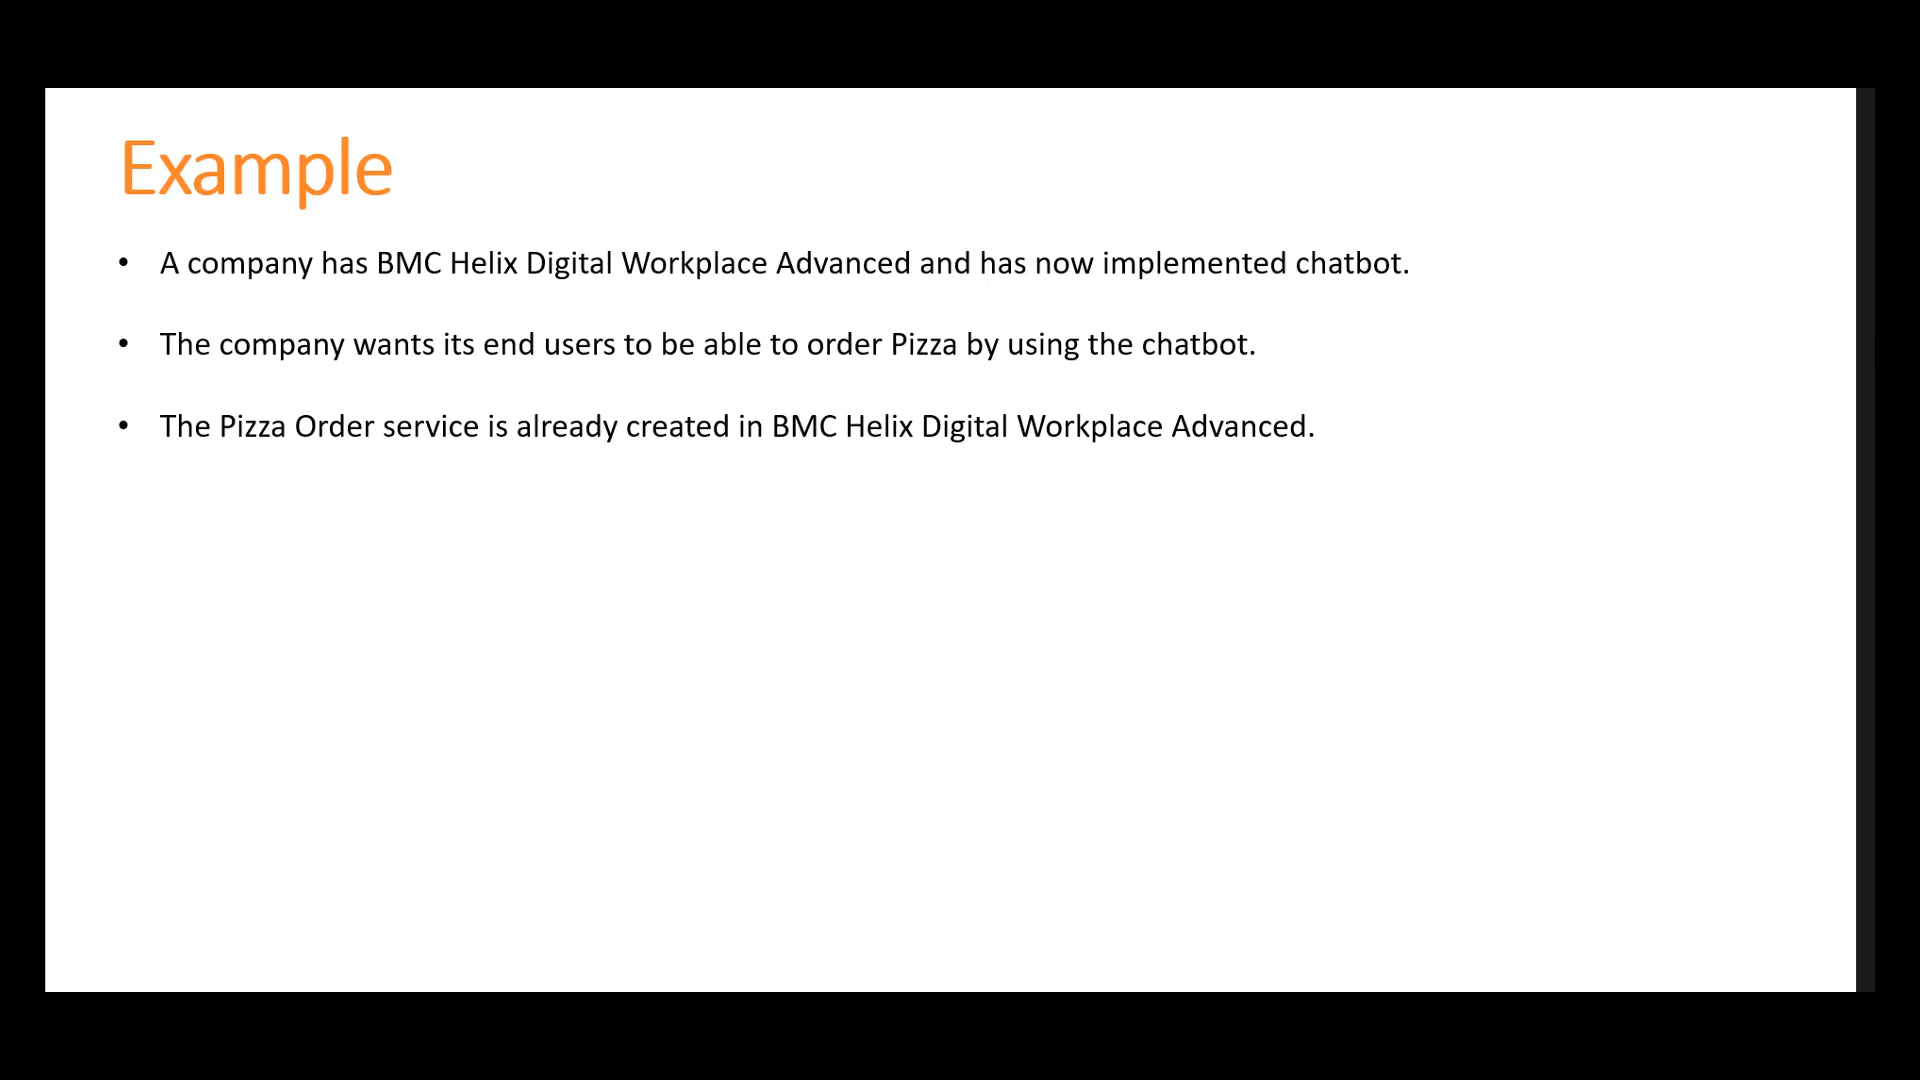 Example
• A company has BMC Helix Digital Workplace Advanced and has now implemented chatbot.
• The company wants its end users to be able to order Pizza by using the chatbot.
• The Pizza Order service is already created in BMC Helix Digital Workplace Advanced.